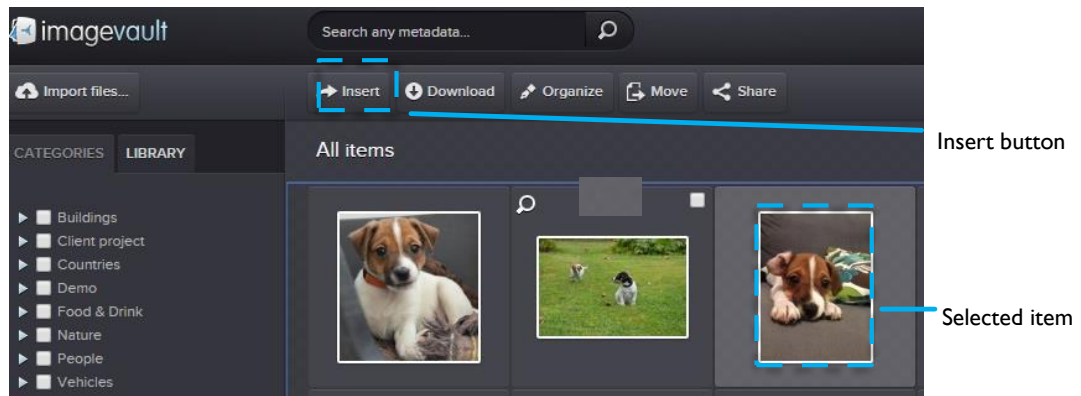 imagevault
Search any metadata...
Import files...
Insert
Download
Organize
Move
Share
Insert button
CATEGORIES
LIBRARY
All items
Buildings
Client project
Countries
Demo
Food & Drink
Nature
People
Vehicles
Selected item